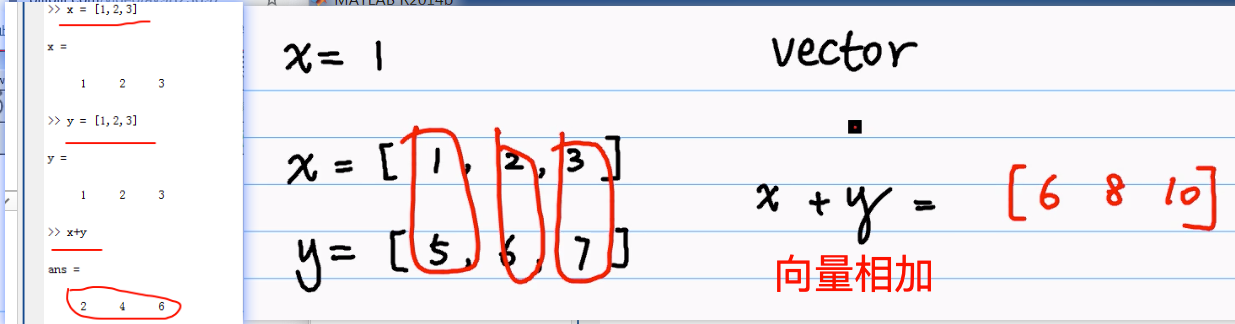 MATLAB R2014b
>> x = [1,2,3]
x =
1 2 3
>> y = [1,2,3]
y =
1 2 3
>> x+y
ans =
2 4 6
x = 1
vector
x = [ 1, 2, 3 ]
y = [ 5, 6, 7 ]
x + y = [ 6 8 10 ]
向量相加